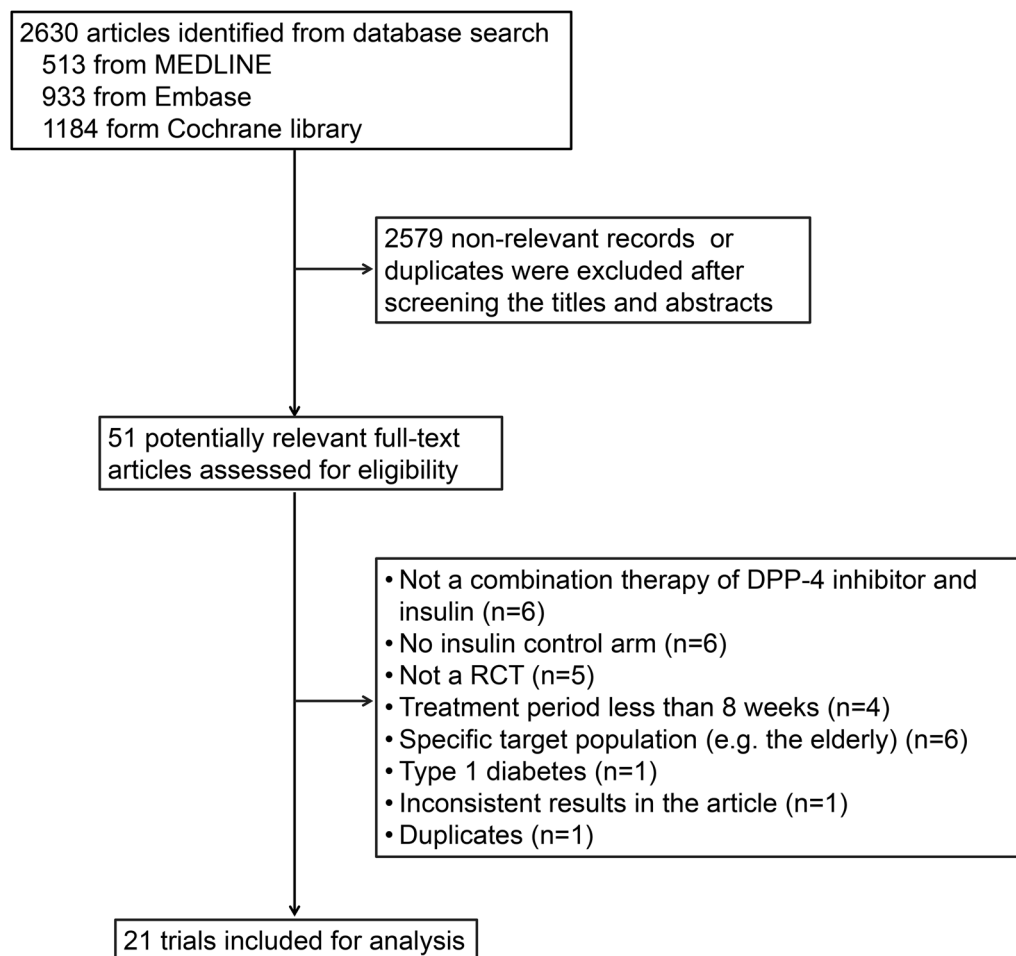 2630 articles identified from database search
513 from MEDLINE
933 from Embase
1184 form Cochrane library
2579 non-relevant records or
duplicates were excluded after
screening the titles and abstracts
51 potentially relevant full-text
articles assessed for eligibility
• Not a combination therapy of DPP-4 inhibitor and
insulin (n=6)
• No insulin control arm (n=6)
• Not a RCT (n=5)
• Treatment period less than 8 weeks (n=4)
• Specific target population (e.g. the elderly) (n=6)
• Type 1 diabetes (n=1)
• Inconsistent results in the article (n=1)
• Duplicates (n=1)
21 trials included for analysis